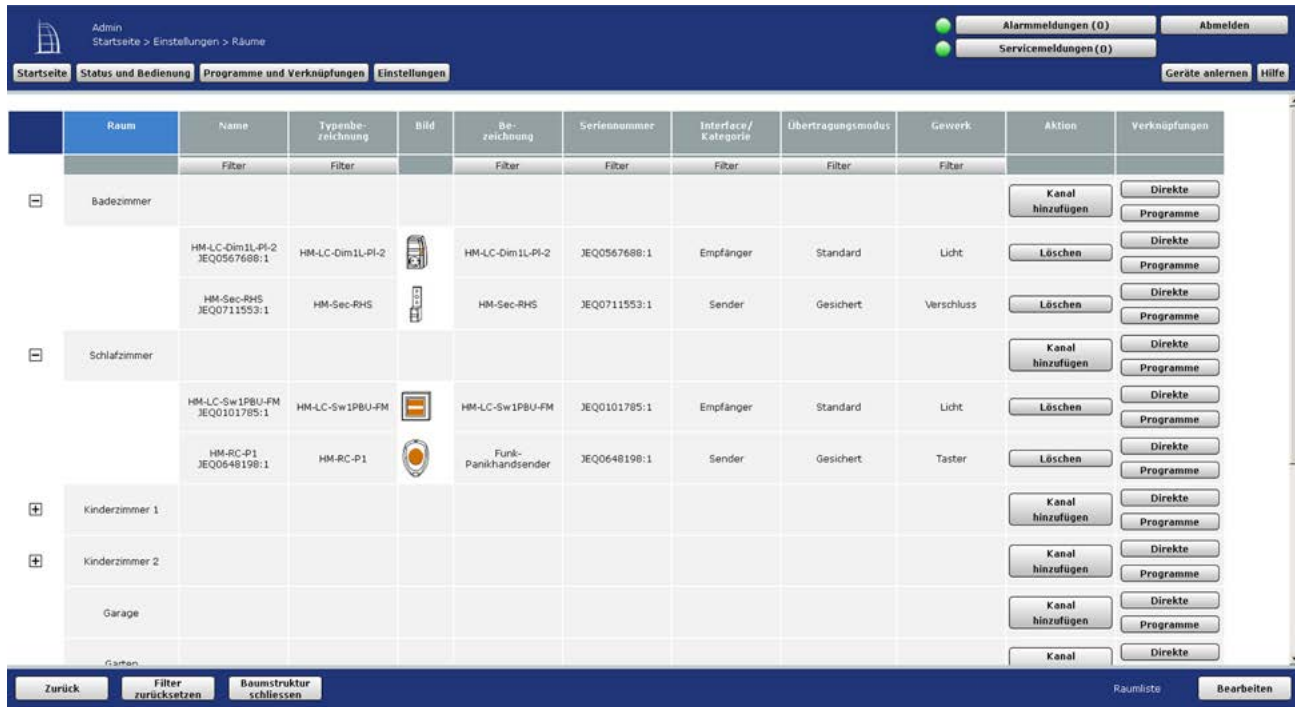 Admin
Startseite > Einstellungen > Räume
Alarmmeldungen (0)
Abmelden
Servicemeldungen (0)
Startseite
Status und Bedienung
Programme und Verknüpfungen
Einstellungen
Geräte anlernen
Hilfe
Raum
Name
Typenbe-
zeichnung
Bild
Be-
zeichnung
Seriennummer
Interface/
Kategorie
Übertragungsmodus
Gewerk
Aktion
Verknüpfungen
Filter
Filter
Filter
Filter
Filter
Filter
Filter
Badezimmer
Kanal
hinzufügen
Direkte
Programme
HM-LC-Dim1L-Pl-2
JEQ0567688:1
HM-LC-Dim1L-Pl-2
HM-LC-Dim1L-Pl-2
JEQ0567688:1
Empfänger
Standard
Licht
Löschen
Direkte
Programme
HM-Sec-RHS
JEQ0711553:1
HM-Sec-RHS
HM-Sec-RHS
JEQ0711553:1
Sender
Gesichert
Verschluss
Löschen
Direkte
Programme
Schlafzimmer
Kanal
hinzufügen
Direkte
Programme
HM-LC-Sw1PBU-FM
JEQ0101785:1
HM-LC-Sw1PBU-FM
HM-LC-Sw1PBU-FM
JEQ0101785:1
Empfänger
Standard
Licht
Löschen
Direkte
Programme
HM-RC-P1
JEQ0648198:1
HM-RC-P1
Funk-
Panikhandsender
JEQ0648198:1
Sender
Gesichert
Taster
Löschen
Direkte
Programme
Kinderzimmer 1
Kanal
hinzufügen
Direkte
Programme
Kinderzimmer 2
Kanal
hinzufügen
Direkte
Programme
Garage
Kanal
hinzufügen
Direkte
Programme
Garten
Kanal
Direkte
Zurück
Filter
zurücksetzen
Baumstruktur
schliessen
Raumliste
Bearbeiten